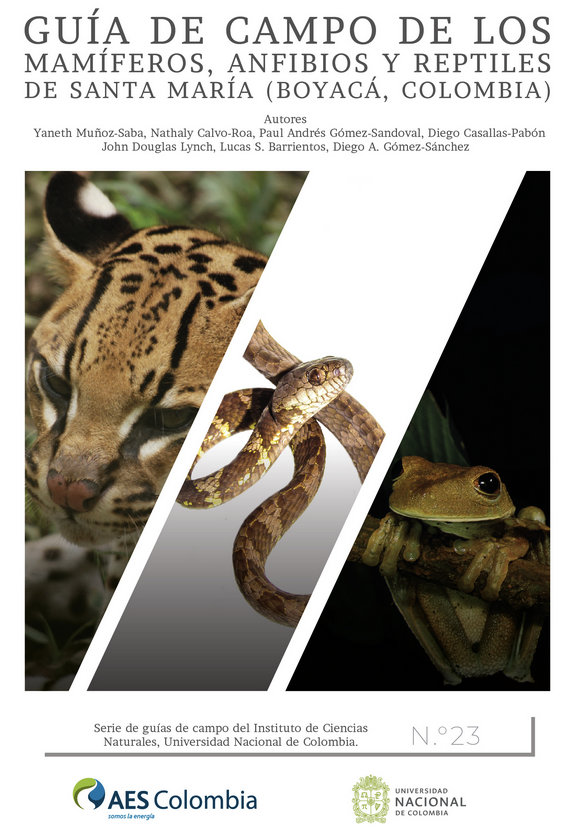 GUÍA DE CAMPO DE LOS
MAMÍFEROS, ANFIBIOS Y REPTILES
DE SANTA MARÍA (BOYACÁ, COLOMBIA)
Autores
Yaneth Muñoz-Saba, Nathaly Calvo-Roa, Paul Andrés Gómez-Sandoval, Diego Casallas-Pabón
John Douglas Lynch, Lucas S. Barrientos, Diego A. Gómez-Sánchez
Serie de guías de campo del Instituto de Ciencias
Naturales, Universidad Nacional de Colombia.
N.°23
AES Colombia
somos la energía
UNIVERSIDAD
NACIONAL
DE COLOMBIA